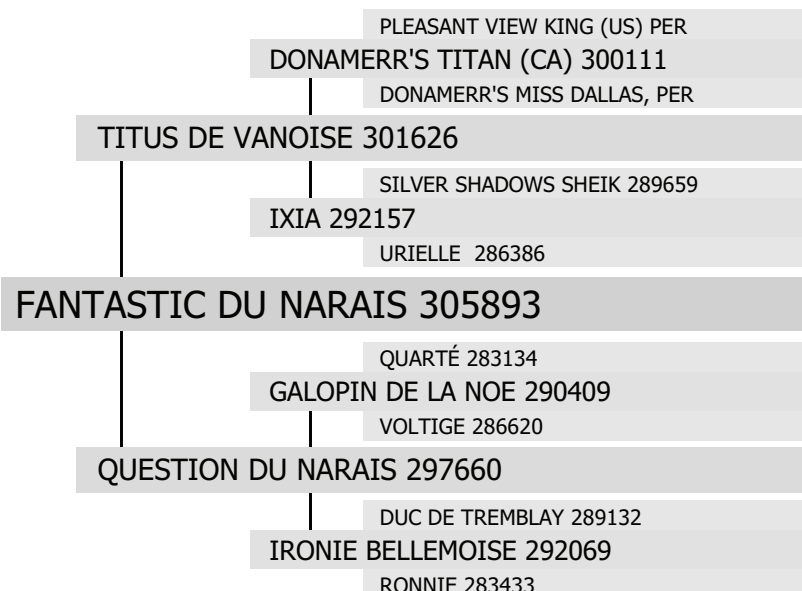 PLEASANT VIEW KING (US) PER
DONAMERR'S TITAN (CA) 300111
DONAMERR'S MISS DALLAS, PER
TITUS DE VANOISE 301626
SILVER SHADOWS SHEIK 289659
IXIA 292157
URIELLE 286386
FANTASTIC DU NARAIS 305893
QUARTÉ 283134
GALOPIN DE LA NOE 290409
VOLTIGE 286620
QUESTION DU NARAIS 297660
DUC DE TREMBLAY 289132
IRONIE BELLEMOISE 292069
RONNIE 283433